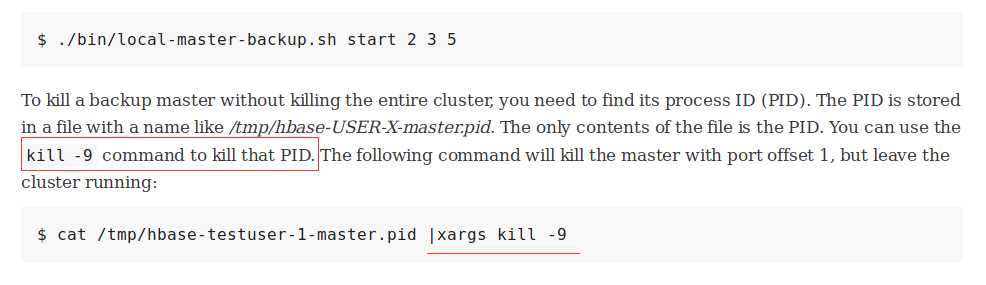 $ ./bin/local-master-backup.sh start 2 3 5
To kill a backup master without killing the entire cluster, you need to find its process ID (PID). The PID is stored
in a file with a name like /tmp/hbase-USER-X-master.pid. The only contents of the file is the PID. You can use the
kill -9 command to kill that PID. The following command will kill the master with port offset 1, but leave the
cluster running:
$ cat /tmp/hbase-testuser-1-master.pid |xargs kill -9